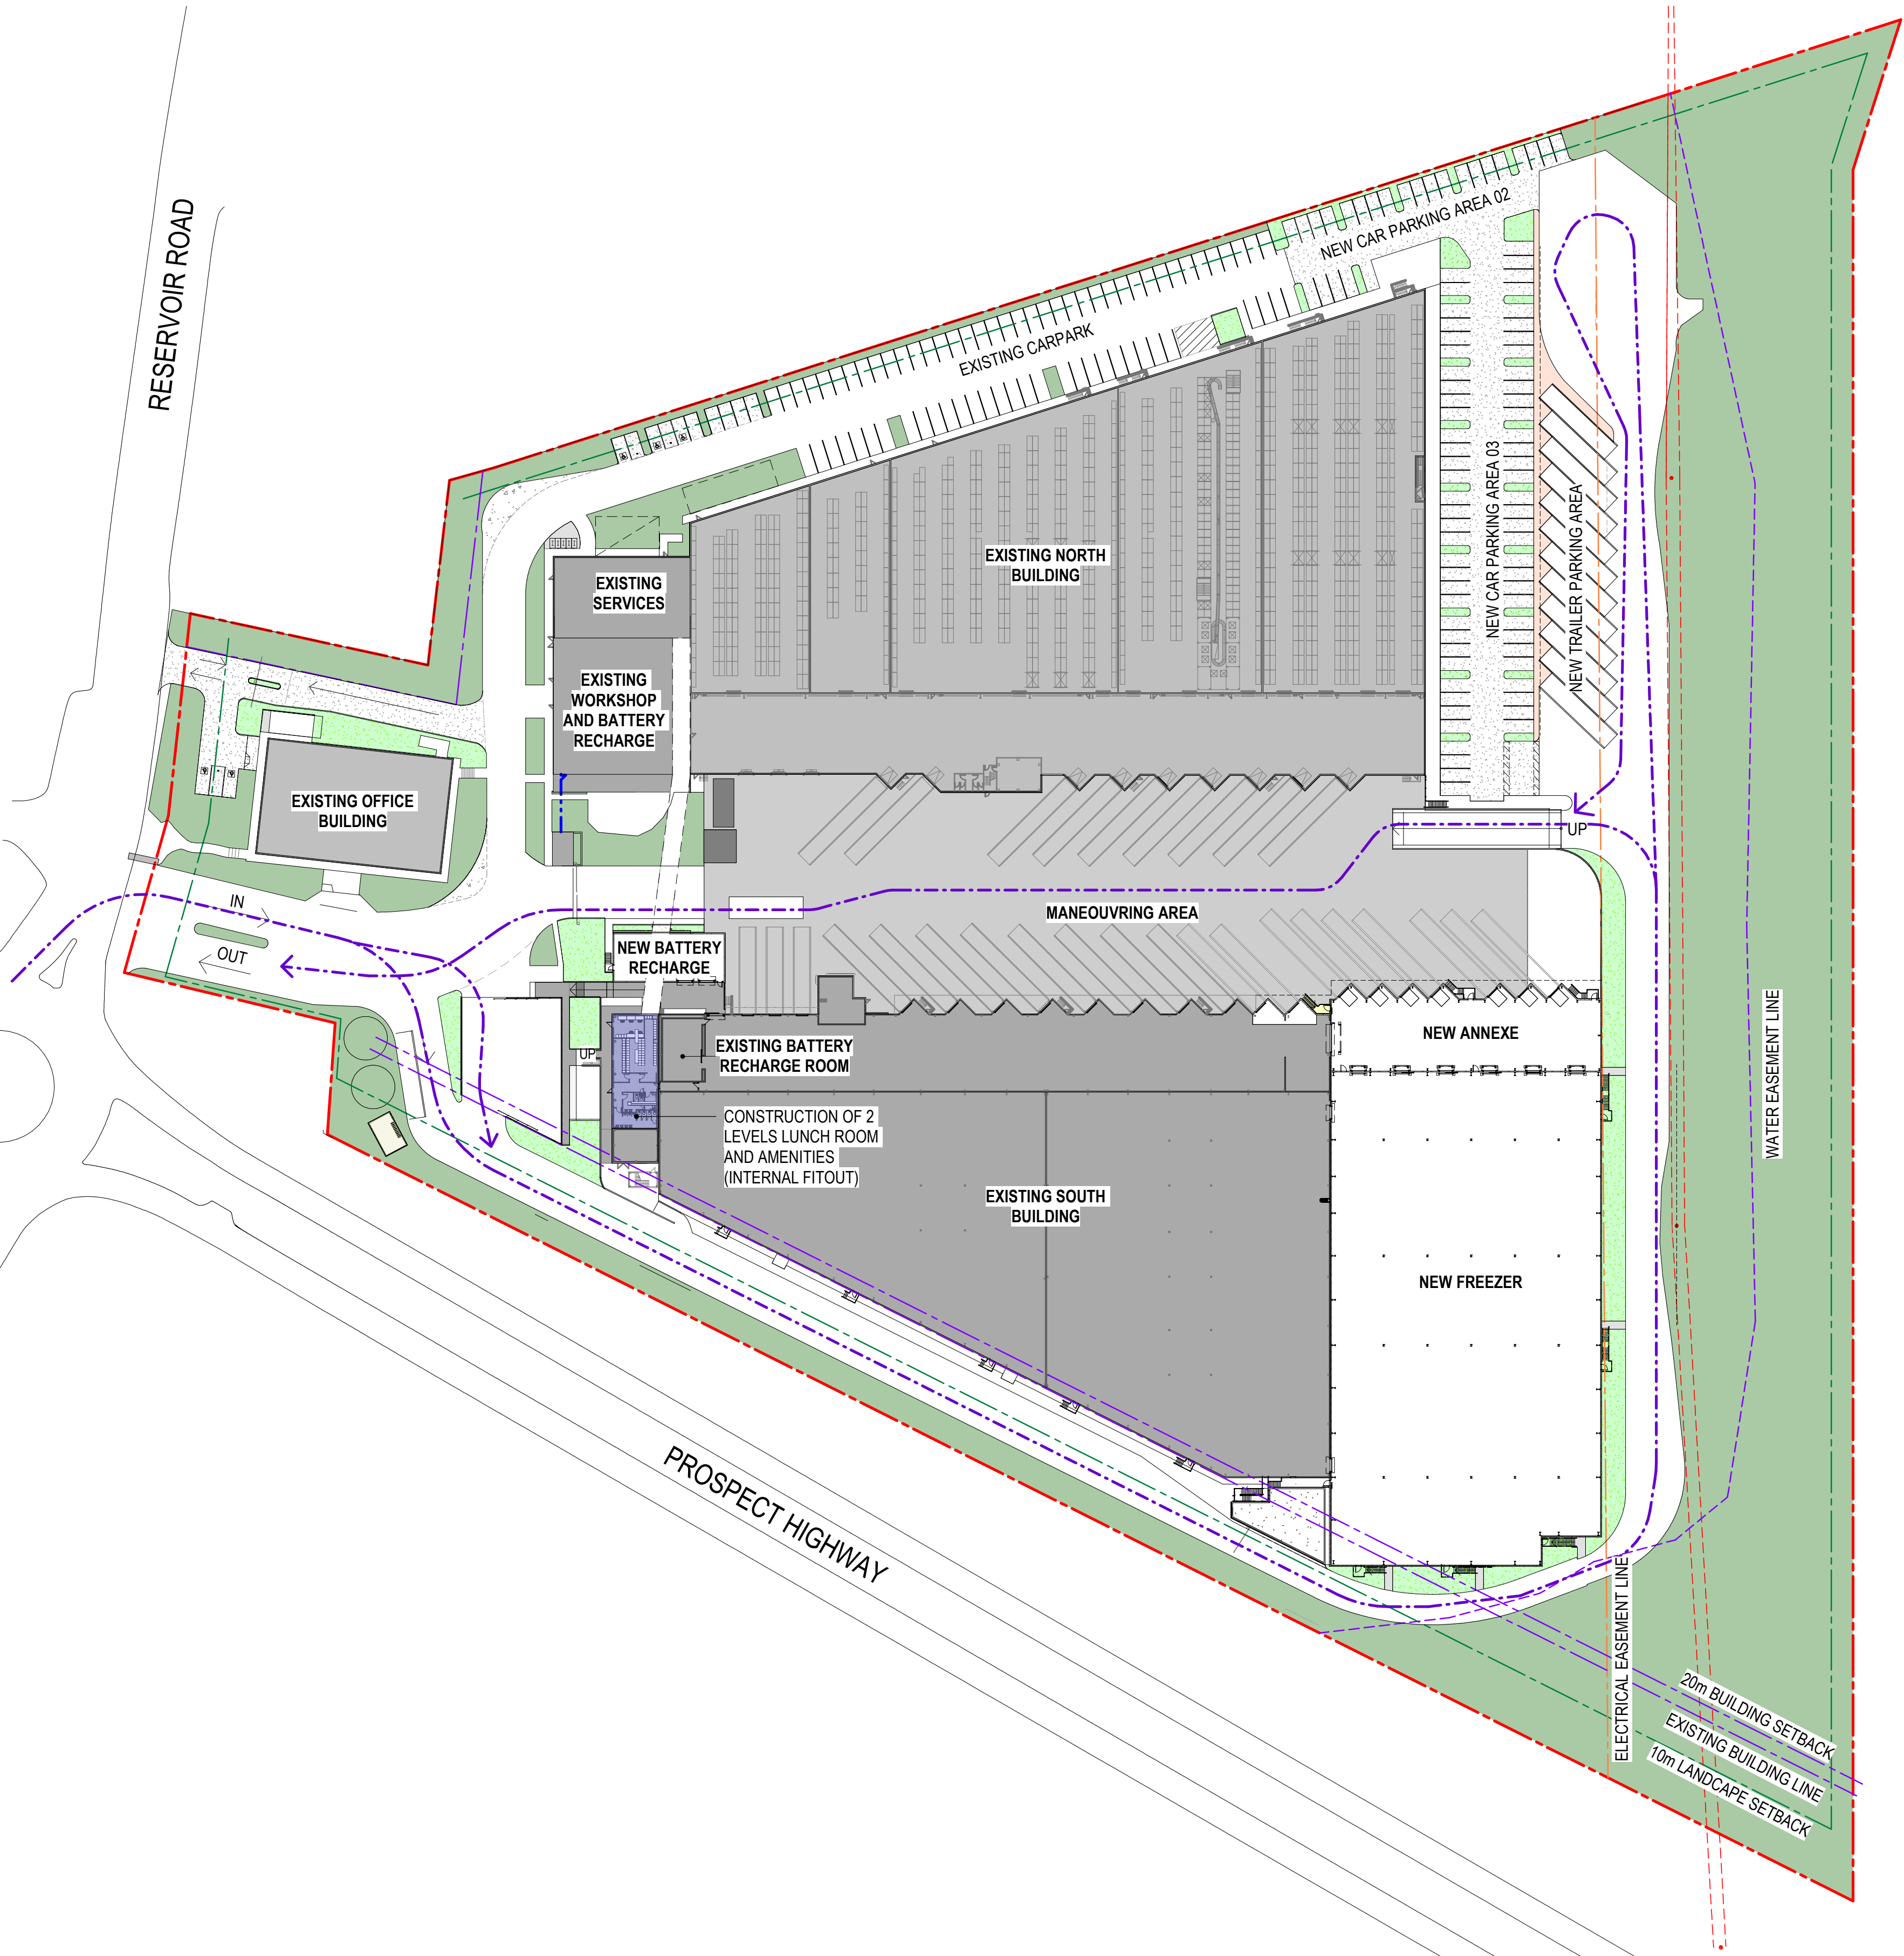 RESERVOIR ROAD
NEW CAR PARKING AREA 02
EXISTING CARPARK
NEW CAR PARKING AREA 03
NEW TRAILER PARKING AREA
EXISTING NORTH
BUILDING
EXISTING
SERVICES
EXISTING
WORKSHOP
AND BATTERY
RECHARGE
EXISTING OFFICE
BUILDING
UP
IN
OUT
MANEOUVRING AREA
NEW BATTERY
RECHARGE
UP
EXISTING BATTERY
RECHARGE ROOM
NEW ANNEXE
WATER EASEMENT LINE
CONSTRUCTION OF 2
LEVELS LUNCH ROOM
AND AMENITIES
(INTERNAL FITOUT)
EXISTING SOUTH
BUILDING
NEW FREEZER
PROSPECT HIGHWAY
ELECTRICAL EASEMENT LINE
20m BUILDING SETBACK
EXISTING BUILDING LINE
10m LANDSCAPE SETBACK